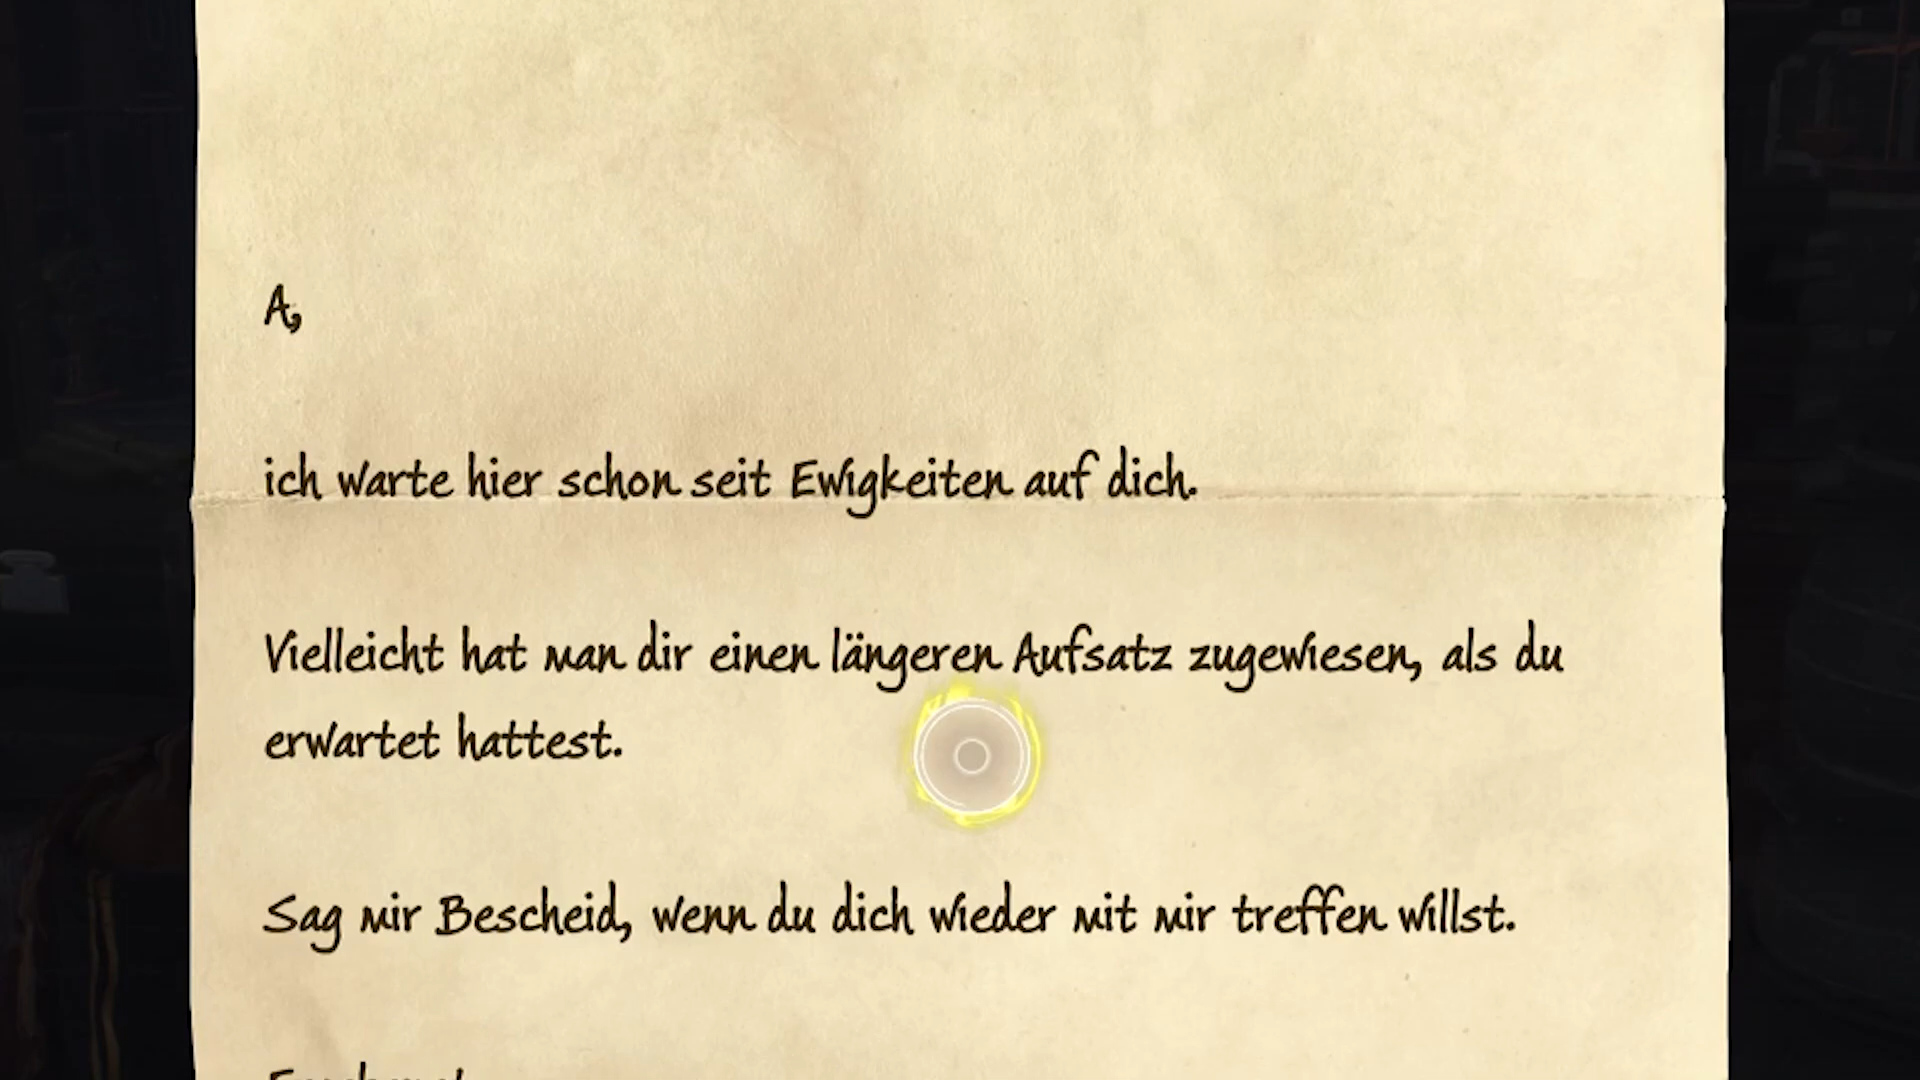 A,
ich warte hier schon seit Ewigkeiten auf dich.
Vielleicht hat man dir einen längeren Aufsatz zugewiesen, als du
erwartet hattest.
Sag mir Bescheid, wenn du dich wieder mit mir treffen willst.